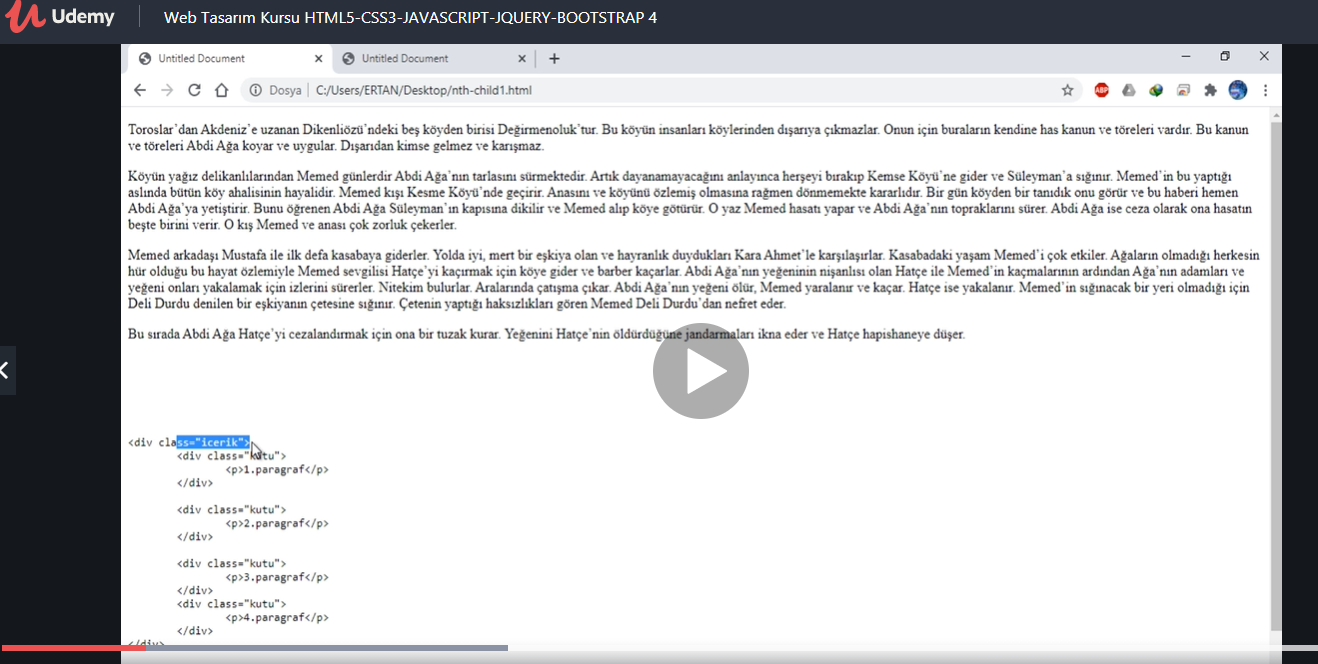 Udemy
Web Tasarım Kursu HTML5-CSS3-JAVASCRIPT-JQUERY-BOOTSTRAP 4
Untitled Document
Untitled Document
Dosya
C:/Users/ERTAN/Desktop/nth-child1.html
ABP
Toroslar’dan Akdeniz’e uzanan Dikenliözü’ndeki beş köyden birisi Değirmenoluk’tur. Bu köyün insanları köylerinden dışarıya çıkmazlar. Onun için buraların kendine has kanun ve töreleri vardır. Bu kanun
ve töreleri Abdi Ağa koyar ve uygular. Dışarıdan kimse gelmez ve karışmaz.
Köyün yağız delikanlılarından Memed günlerdir Abdi Ağa’nın tarlasını sürmektedir. Artık dayanamayacağını anlayınca herşeyi bırakıp Kemse Köyü’ne gider ve Süleyman’a sığınır. Memed’in bu yaptığı
aslında bütün köy ahalisinin hayalidir. Memed kışı Kesme Köyü’nde geçirir. Anasını ve köyünü özlemiş olmasına rağmen dönmemekte kararlıdır. Bir gün köyden bir tanıdık onu görür ve bu haberi hemen
Abdi Ağa’ya yetiştirir. Bunu öğrenen Abdi Ağa Süleyman’ın kapısına dikilir ve Memed alıp köye götürür. O yaz Memed hasatı yapar ve Abdi Ağa’nın topraklarını sürer. Abdi Ağa ise ceza olarak ona hasatın
beşte birini verir. O kış Memed ve anası çok zorluk çekerler.
Memed arkadaşı Mustafa ile ilk defa kasabaya giderler. Yolda iyi, mert bir eşkiya olan ve hayranlık duydukları Kara Ahmet’le karşılaşırlar. Kasabadaki yaşam Memed’i çok etkiler. Ağaların olmadığı herkesin
hür olduğu bu hayat özlemiyle Memed sevgilisi Hatçe’yi kaçırmak için köye gider ve barber kaçarlar. Abdi Ağa’nın yeğeninin nişanlısı olan Hatçe ile Memed’in kaçmalarının ardından Ağa’nın adamları ve
yeğeni onları yakalamak için izlerini sürerler. Nitekim bulurlar. Aralarında çatışma çıkar. Abdi Ağa’nın yeğeni ölür, Memed yaralanır ve kaçar. Hatçe ise yakalanır. Memed’in sığınacak bir yeri olmadığı için
Deli Durdu denilen bir eşkiyanın çetesine sığınır. Çetenin yaptığı haksızlıkları gören Memed Deli Durdu’dan nefret eder.
Bu sırada Abdi Ağa Hatçe’yi cezalandırmak için ona bir tuzak kurar. Yeğenini Hatçe’nin öldürdüğüne jandarmaları ikna eder ve Hatçe hapishaneye düşer.
<div class="icerik">
<div class="kutu">
<p>1.paragraf</p>
</div>
<div class="kutu">
<p>2.paragraf</p>
</div>
<div class="kutu">
<p>3.paragraf</p>
</div>
<div class="kutu">
<p>4.paragraf</p>
</div>
</div>